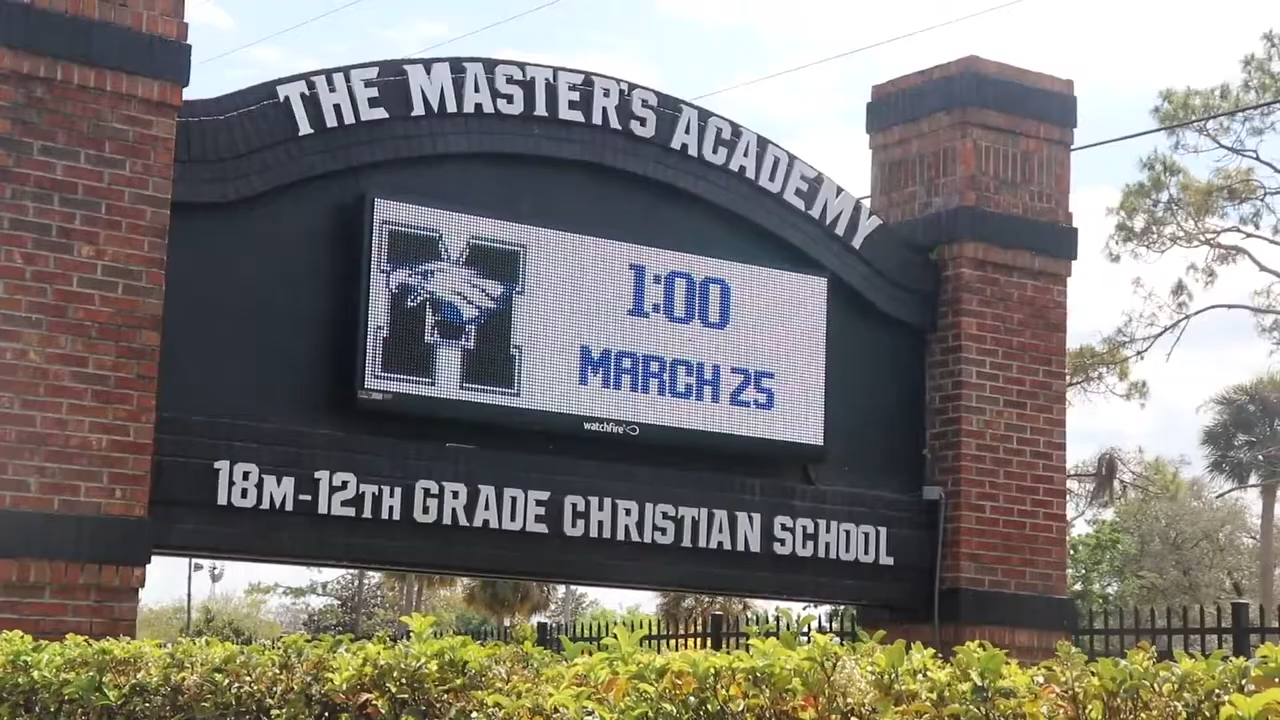 THE MASTER'S ACADEMY
M
1:00
MARCH 25
watchfire
18M-12TH GRADE CHRISTIAN SCHOOL